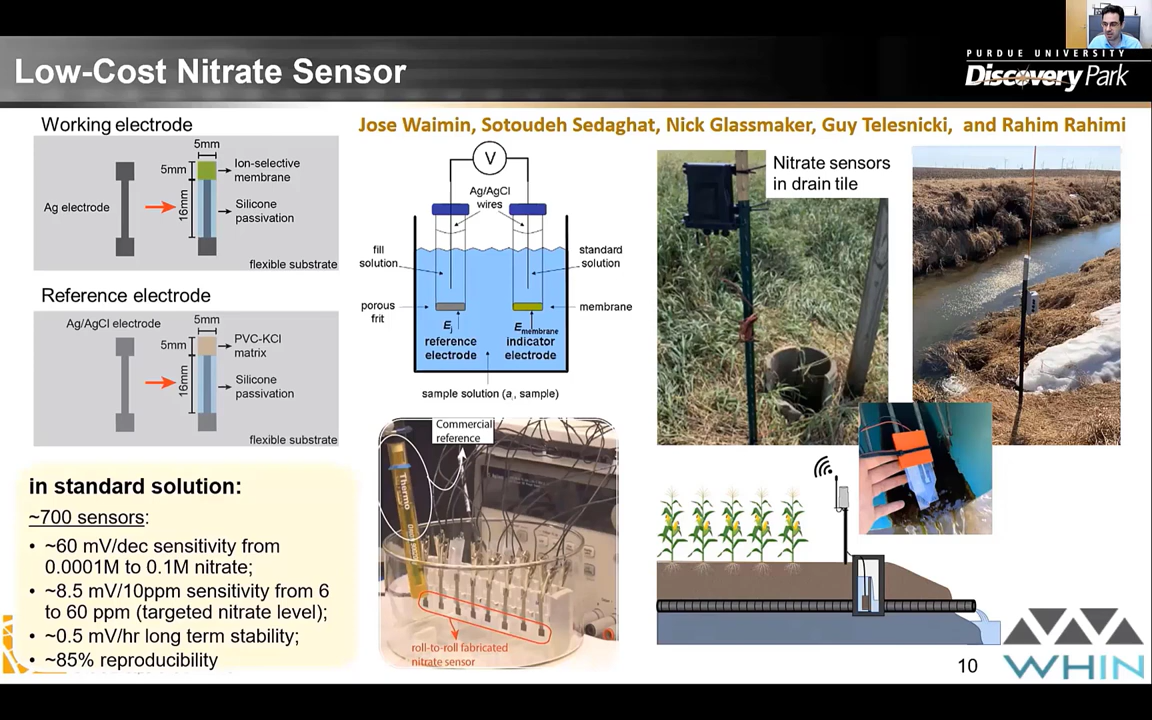 PURDUE UNIVERSITY
Discovery Park
Low-Cost Nitrate Sensor
Jose Waimin, Sotoudeh Sedaghat, Nick Glassmaker, Guy Telesnicki, and Rahim Rahimi
Working electrode
5mm
5mm
16mm
Ion-selective
membrane
Ag electrode
Silicone
passivation
flexible substrate
Reference electrode
Ag/AgCl electrode
5mm
5mm
16mm
PVC-KCl
matrix
Silicone
passivation
flexible substrate
V
Ag/AgCl
wires
fill
solution
standard
solution
porous
frit
membrane
Ej
reference
electrode
Emembrane
indicator
electrode
sample solution (ai, sample)
Commercial
reference
Thermo
roll-to-roll fabricated
nitrate sensor
Nitrate sensors
in drain tile
in standard solution:
~700 sensors:
• ~60 mV/dec sensitivity from
0.0001M to 0.1M nitrate;
• ~8.5 mV/10ppm sensitivity from 6
to 60 ppm (targeted nitrate level);
• ~0.5 mV/hr long term stability;
• ~85% reproducibility
10
WHIN